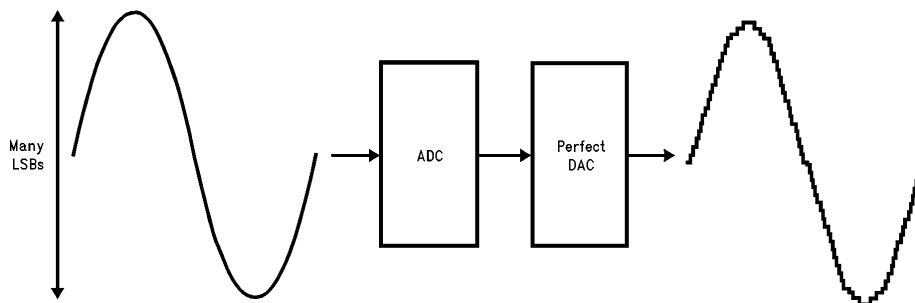 Many
LSBs
ADC
Perfect
DAC